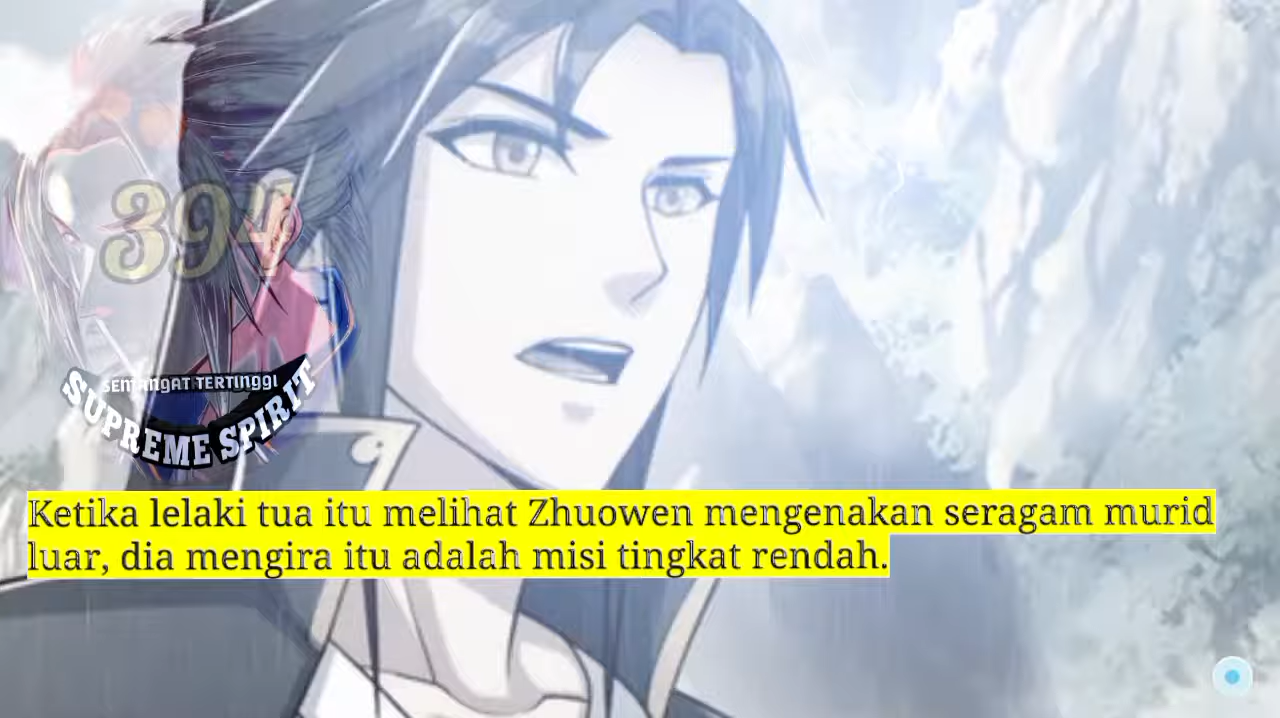 394
SEMANGAT TERTINGGI
SUPREME SPIRIT
Ketika lelaki tua itu melihat Zhuowen mengenakan seragam murid
luar, dia mengira itu adalah misi tingkat rendah.